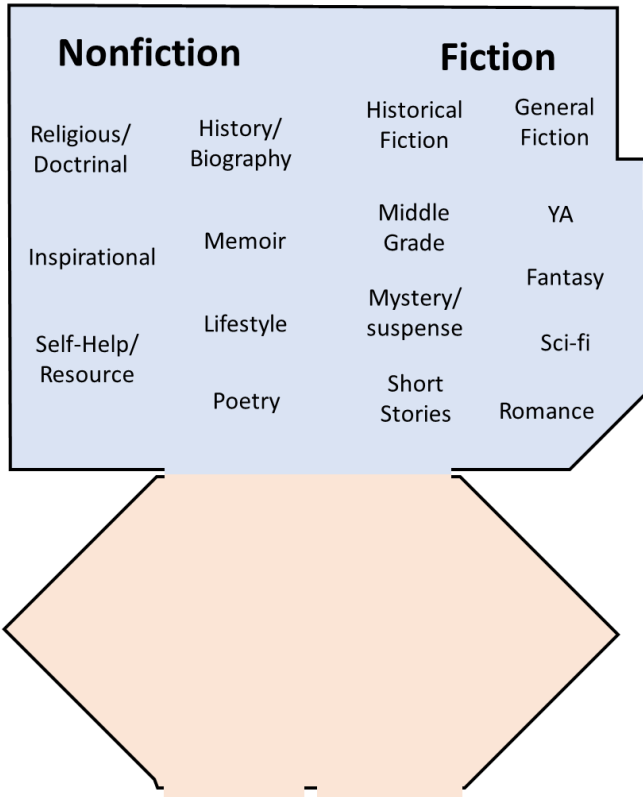 Nonfiction
Religious/
Doctrinal
Inspirational
Self-Help/
Resource
History/
Biography
Memoir
Lifestyle
Poetry
Fiction
Historical
Fiction
Middle
Grade
Mystery/
suspense
Short
Stories
General
Fiction
YA
Fantasy
Sci-fi
Romance